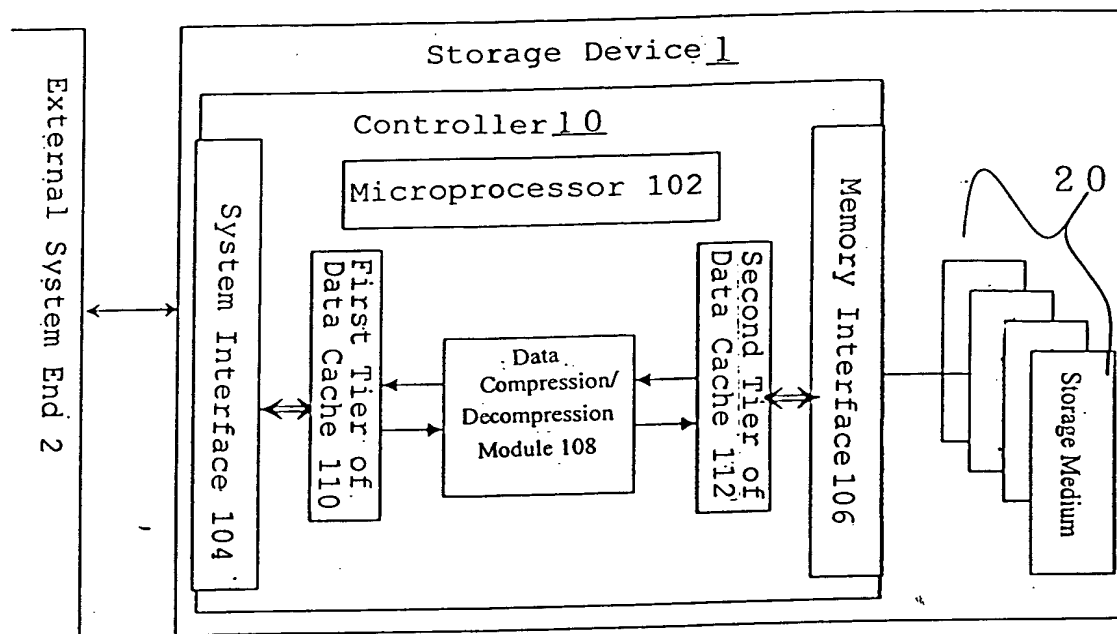 Storage Device 1
External System End 2
Controller 10
Microprocessor 102
System Interface 104
First Tier of
Data Cache 110
Data
Compression/
Decompression
Module 108
Second Tier of
Data Cache 112
Memory Interface 106
20
Storage Medium